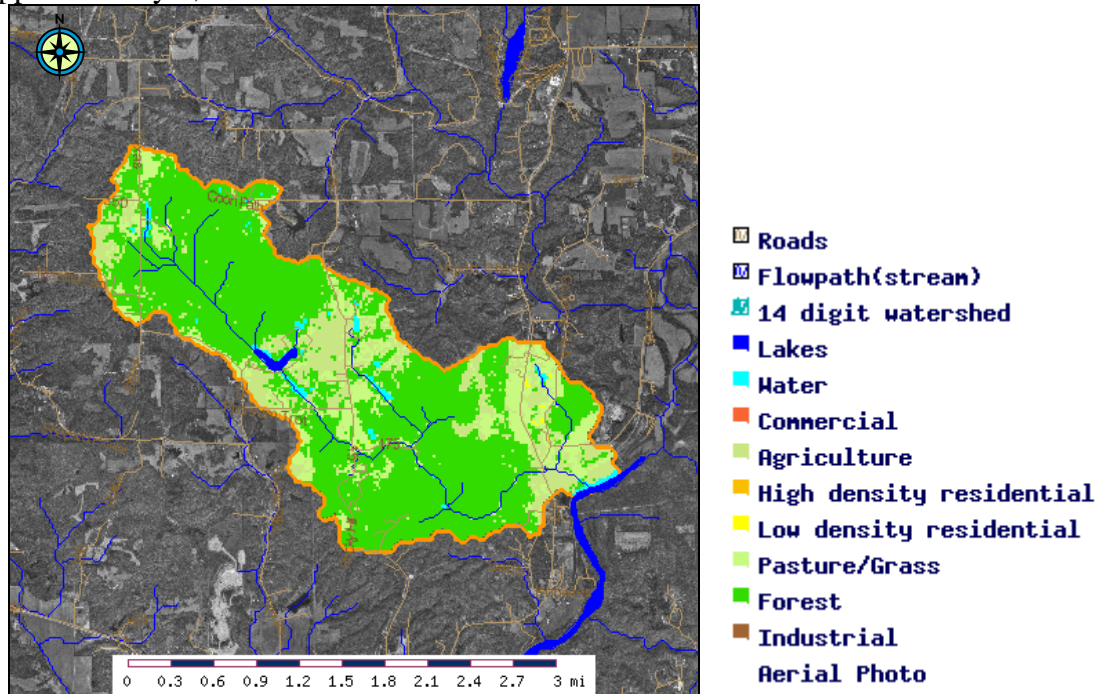 N
50
475
0 0.3 0.6 0.9 1.2 1.5 1.8 2.1 2.4 2.7 3 mi
Roads
Flowpath(stream)
14 digit watershed
Lakes
Water
Commercial
Agriculture
High density residential
Low density residential
Pasture/Grass
Forest
Industrial
Aerial Photo